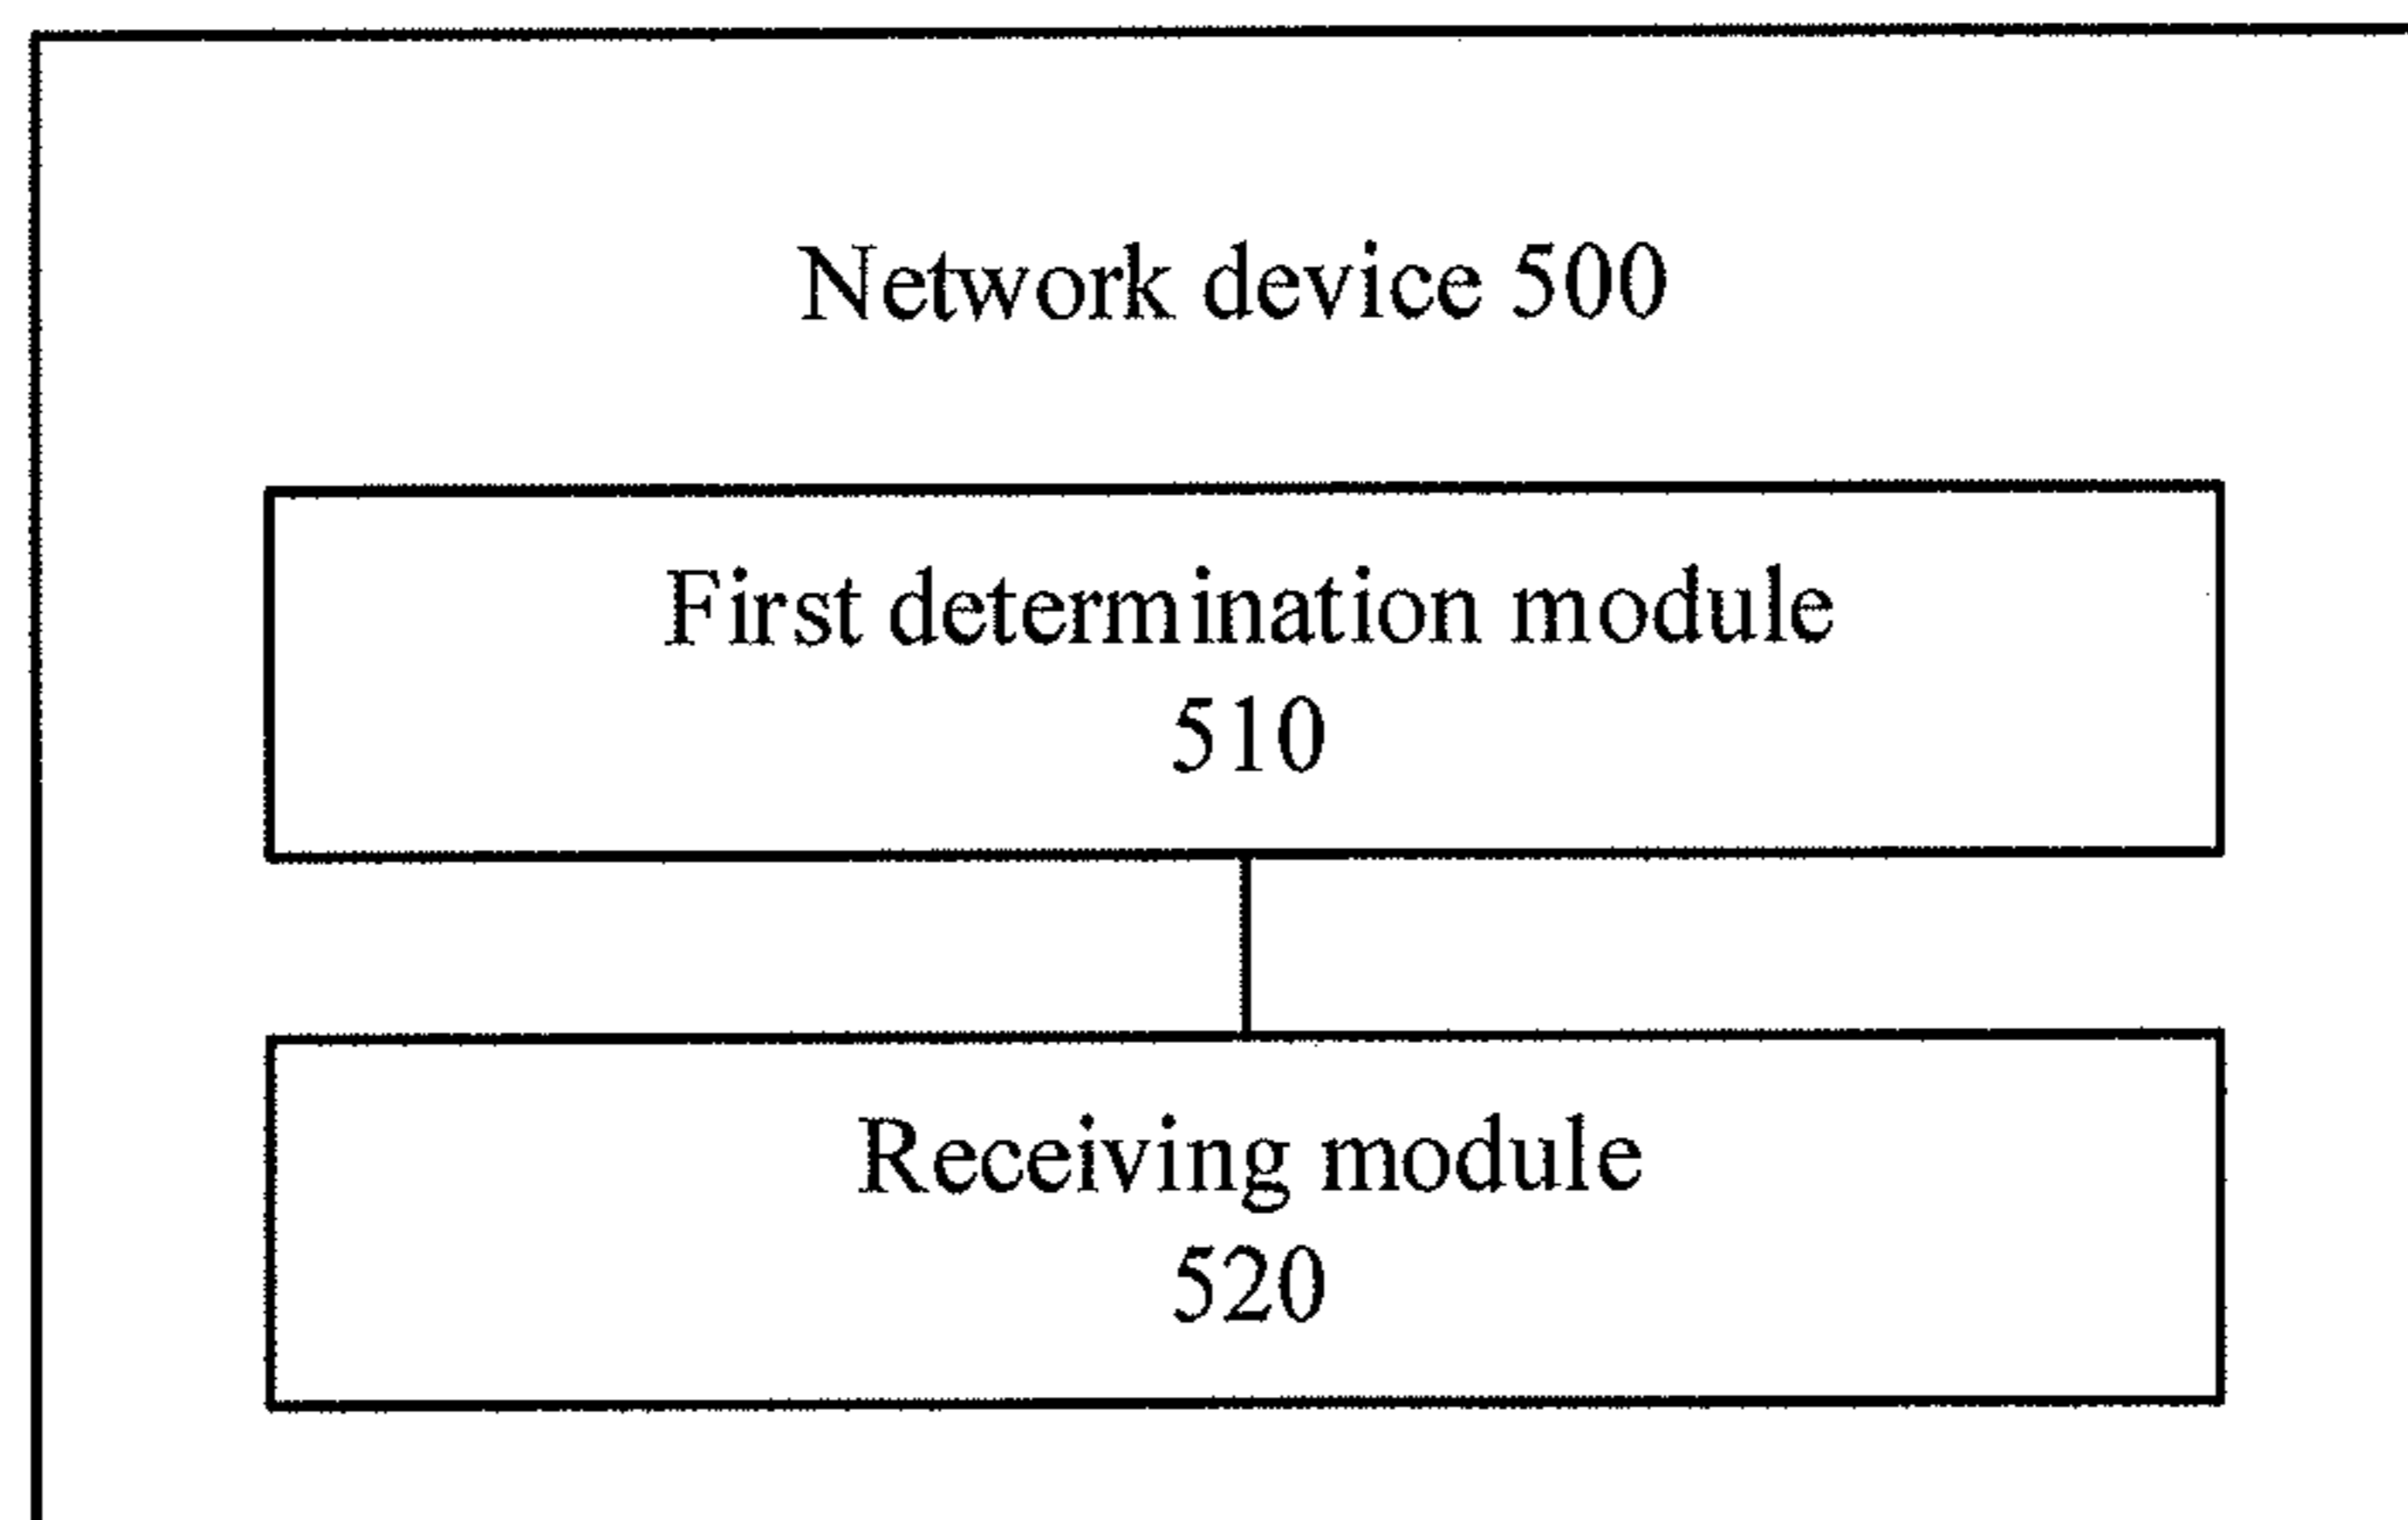 Network device 500
First determination module
510
Receiving module
520